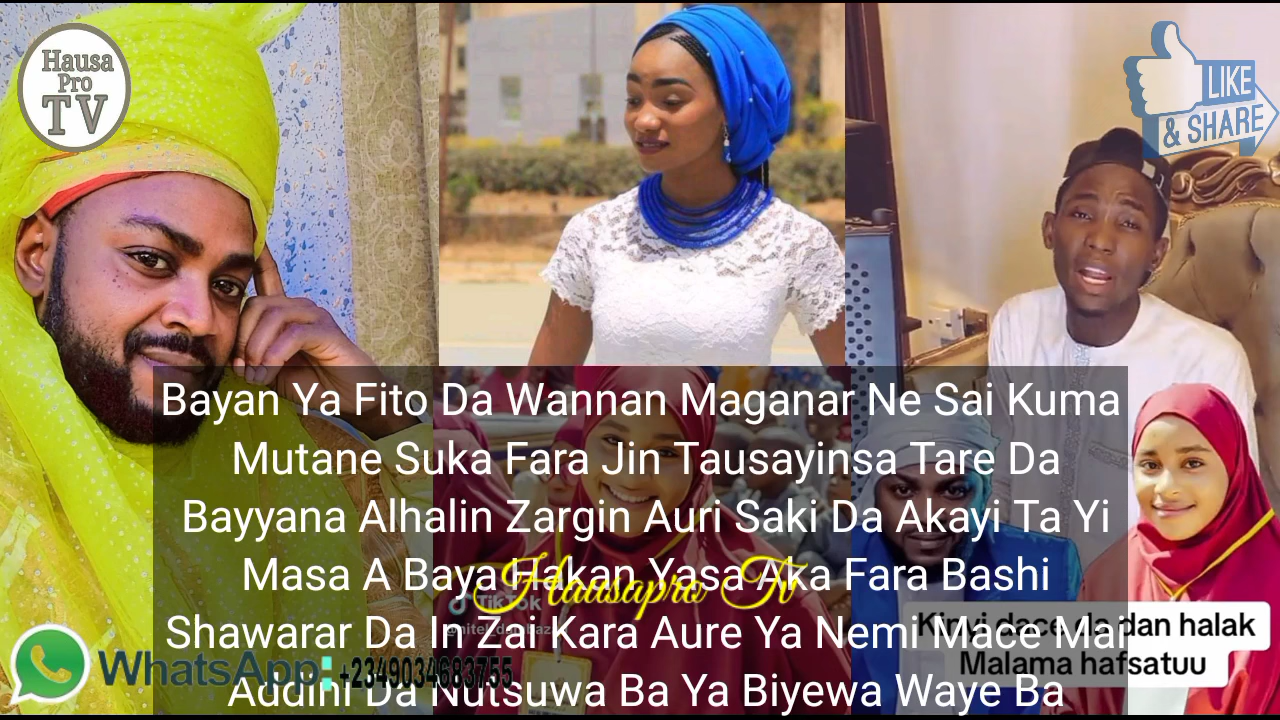 Hausa
Pro
TV
LIKE
& SHARE
Bayan Ya Fito Da Wannan Maganar Ne Sai Kuma
Mutane Suka Fara Jin Tausayinsa Tare Da
Bayyana Alhalin Zargin Auri Saki Da Akayi Ta Yi
Masa A Baya Hakan Yasa Aka Fara Bashi
Hausapro Tv
TikTok
Shawarar Da In Zai Kara Aure Ya Nemi Mace Mai
dan halak
Malama hafsatuu
WhatsApp: +2349034683755
Addini Da Nutsuwa Ba Ya Biyewa Waye Ba